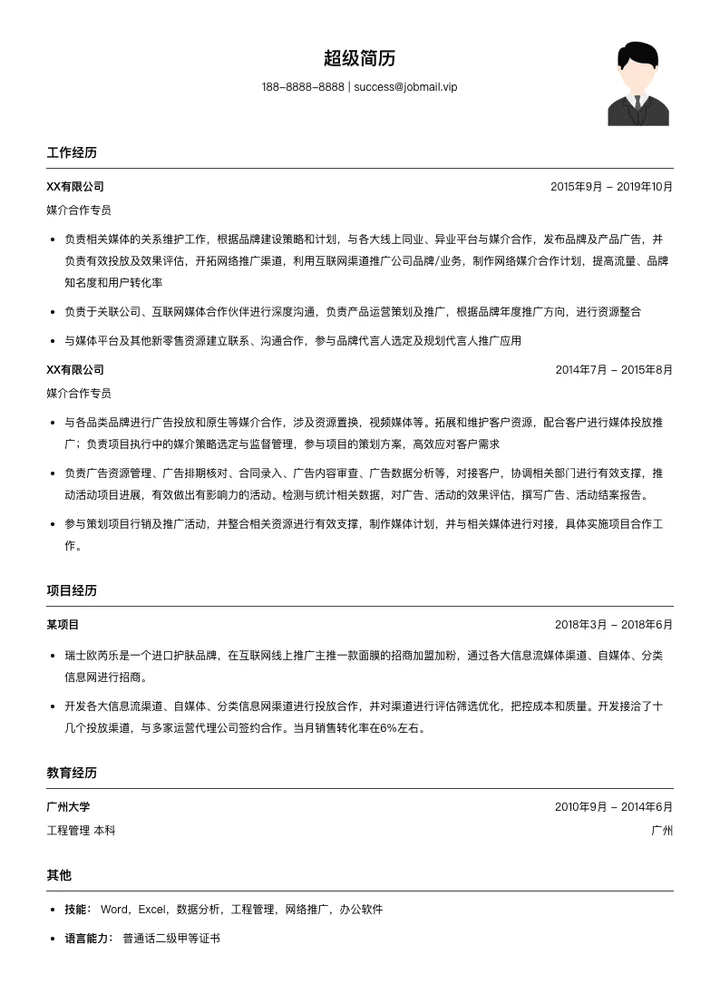 超级简历
188-8888-8888 | success@jobmail.vip
工作经历
XX有限公司 2015年9月 – 2019年10月
媒介合作专员
• 负责相关媒体的关系维护工作，根据品牌建设策略和计划，与各大线上同业、异业平台与媒介合作，发布品牌及产品广告，并
负责有效投放及效果评估，开拓网络推广渠道，利用互联网渠道推广公司品牌/业务，制作网络媒介合作计划，提高流量、品牌
知名度和用户转化率
• 负责于关联公司、互联网媒体合作伙伴进行深度沟通，负责产品运营策划及推广，根据品牌年度推广方向，进行资源整合
• 与媒体平台及其他新零售资源建立联系、沟通合作，参与品牌代言人选定及规划代言人推广应用
XX有限公司 2014年7月 – 2015年8月
媒介合作专员
• 与各品类品牌进行广告投放和原生等媒介合作，涉及资源置换，视频媒体等。拓展和维护客户资源，配合客户进行媒体投放推
广；负责项目执行中的媒介策略选定与监督管理，参与项目的策划方案，高效应对客户需求
• 负责广告资源管理、广告排期核对、合同录入、广告内容审查、广告数据分析等，对接客户，协调相关部门进行有效支撑，推
动活动项目进展，有效做出有影响力的活动。检测与统计相关数据，对广告、活动的效果评估，撰写广告、活动结案报告。
• 参与策划项目行销及推广活动，并整合相关资源进行有效支撑，制作媒体计划，并与相关媒体进行对接，具体实施项目合作工
作。
项目经历
某项目 2018年3月 – 2018年6月
• 瑞士欧芮乐是一个进口护肤品牌，在互联网线上推广主推一款面膜的招商加盟加粉，通过各大信息流媒体渠道、自媒体、分类
信息网进行招商。
• 开发各大信息流渠道、自媒体、分类信息网渠道进行投放合作，并对渠道进行评估筛选优化，把控成本和质量。开发接洽了十
几个投放渠道，与多家运营代理公司签约合作。当月销售转化率在6%左右。
教育经历
广州大学 2010年9月 – 2014年6月
工程管理 本科 广州
其他
• 技能： Word，Excel，数据分析，工程管理，网络推广，办公软件
• 语言能力： 普通话二级甲等证书